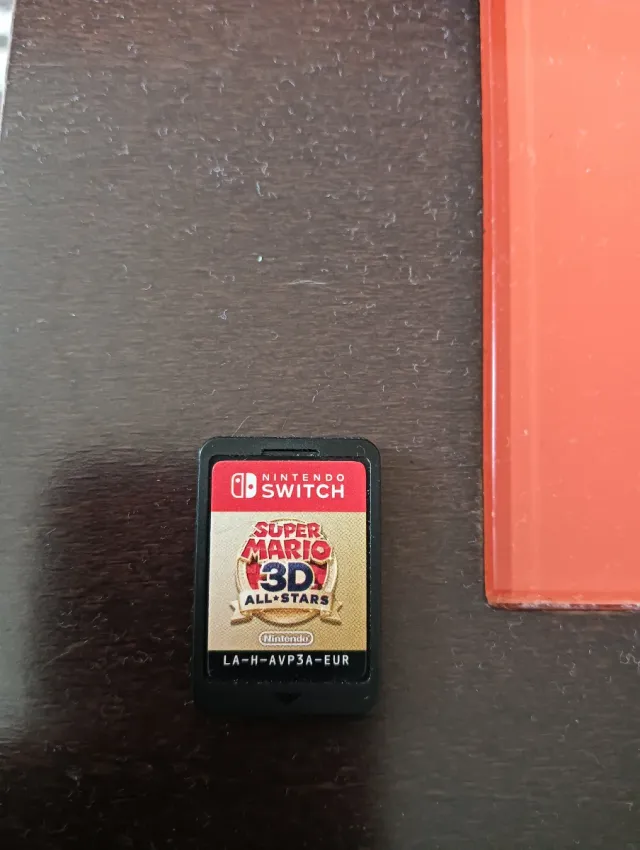 NINTENDO
SWITCH
SUPER
MARIO
3D
ALL★STARS
Nintendo
LA-H-AVP3A-EUR